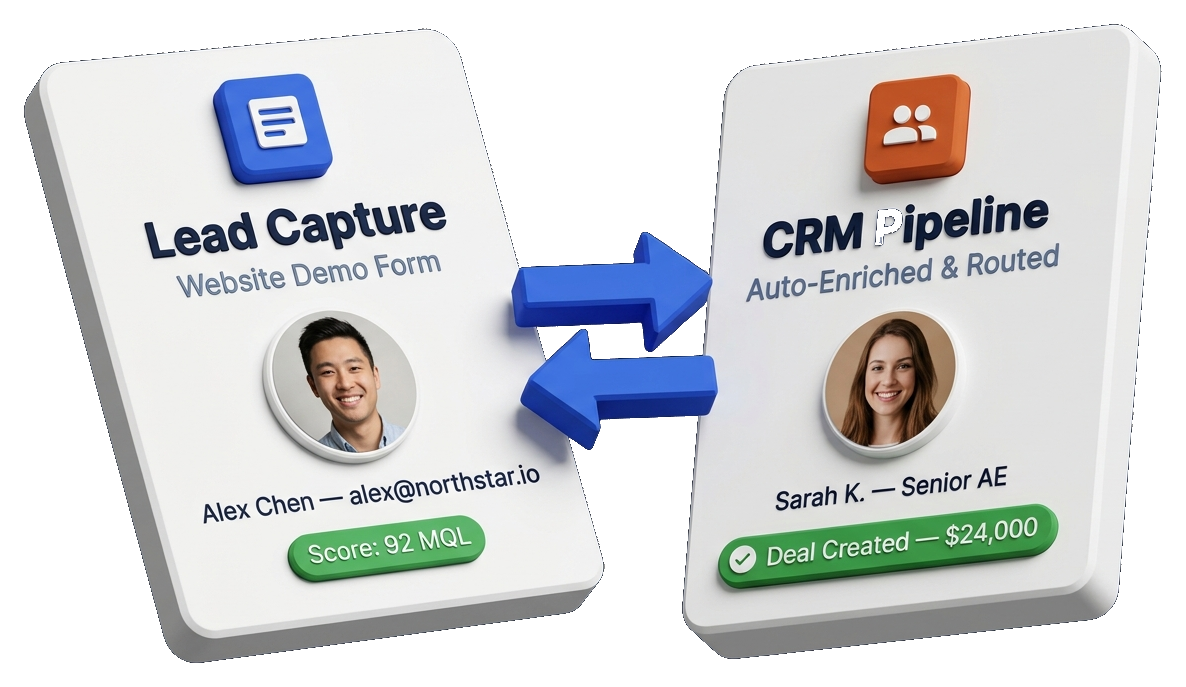 Lead Capture
Website Demo Form
Alex Chen — alex@northstar.io
Score: 92 MQL
CRM Pipeline
Auto-Enriched & Routed
Sarah K. — Senior AE
Deal Created — $24,000